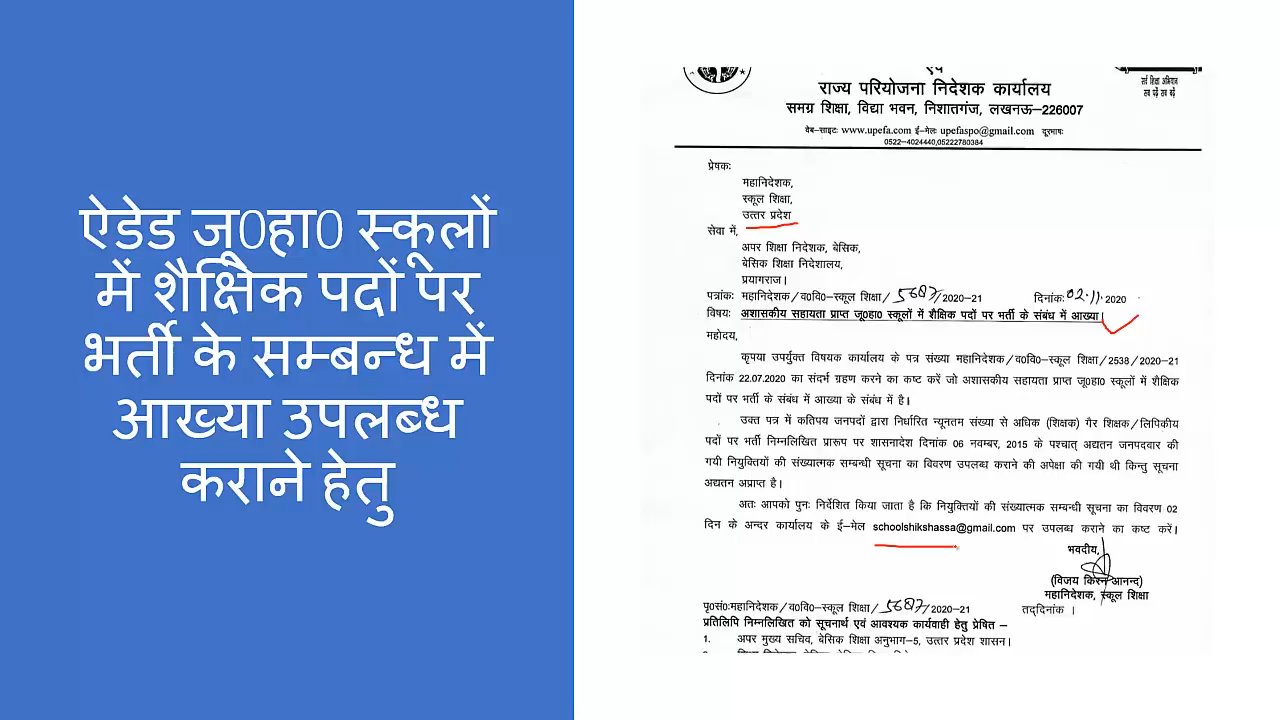 ऐडेड जू0हा0 स्कूलों
में शैक्षिक पदों पर
भर्ती के सम्बन्ध में
आख्या उपलब्ध
कराने हेतु
एवं
राज्य परियोजना निदेशक कार्यालय
समग्र शिक्षा, विद्या भवन, निशातगंज, लखनऊ–226007
वेब–साइटः www.upefa.com ई–मेलः upefaspo@gmail.com दूरभाषः
0522–4024440,05222780384
सर्व शिक्षा अभियान
सब पढ़ें सब बढ़ें
प्रेषकः
महानिदेशक,
स्कूल शिक्षा,
उत्तर प्रदेश
सेवा में,
अपर शिक्षा निदेशक, बेसिक,
बेसिक शिक्षा निदेशालय,
प्रयागराज।
पत्रांकः महानिदेशक/व0वि0–स्कूल शिक्षा/5687/2020–21 दिनांकः02.11.2020
विषयः अशासकीय सहायता प्राप्त जू0हा0 स्कूलों में शैक्षिक पदों पर भर्ती के संबंध में आख्या।
महोदय,
कृपया उपर्युक्त विषयक कार्यालय के पत्र संख्या महानिदेशक/व0वि0–स्कूल शिक्षा/2538/2020–21
दिनांक 22.07.2020 का संदर्भ ग्रहण करने का कष्ट करें जो अशासकीय सहायता प्राप्त जू0हा0 स्कूलों में शैक्षिक
पदों पर भर्ती के संबंध में आख्या के संबंध में है।
उक्त पत्र में कतिपय जनपदों द्वारा निर्धारित न्यूनतम संख्या से अधिक (शिक्षक) गैर शिक्षक/लिपिकीय
पदों पर भर्ती निम्नलिखित प्रारूप पर शासनादेश दिनांक 06 नवम्बर, 2015 के पश्चात् अद्यतन जनपदवार की
गयी नियुक्तियों की संख्यात्मक सम्बन्धी सूचना का विवरण उपलब्ध कराने की अपेक्षा की गयी थी किन्तु सूचना
अद्यतन अप्राप्त है।
अतः आपको पुनः निर्देशित किया जाता है कि नियुक्तियों की संख्यात्मक सम्बन्धी सूचना का विवरण 02
दिन के अन्दर कार्यालय के ई–मेल schoolshikshassa@gmail.com पर उपलब्ध कराने का कष्ट करें।
भवदीय,
(विजय किरन आनन्द)
महानिदेशक, स्कूल शिक्षा
पृ0सं0ःमहानिदेशक/व0वि0–स्कूल शिक्षा/5687/2020–21 तद्दिनांक ।
प्रतिलिपि निम्नलिखित को सूचनार्थ एवं आवश्यक कार्यवाही हेतु प्रेषित –
1. अपर मुख्य सचिव, बेसिक शिक्षा अनुभाग–5, उत्तर प्रदेश शासन।